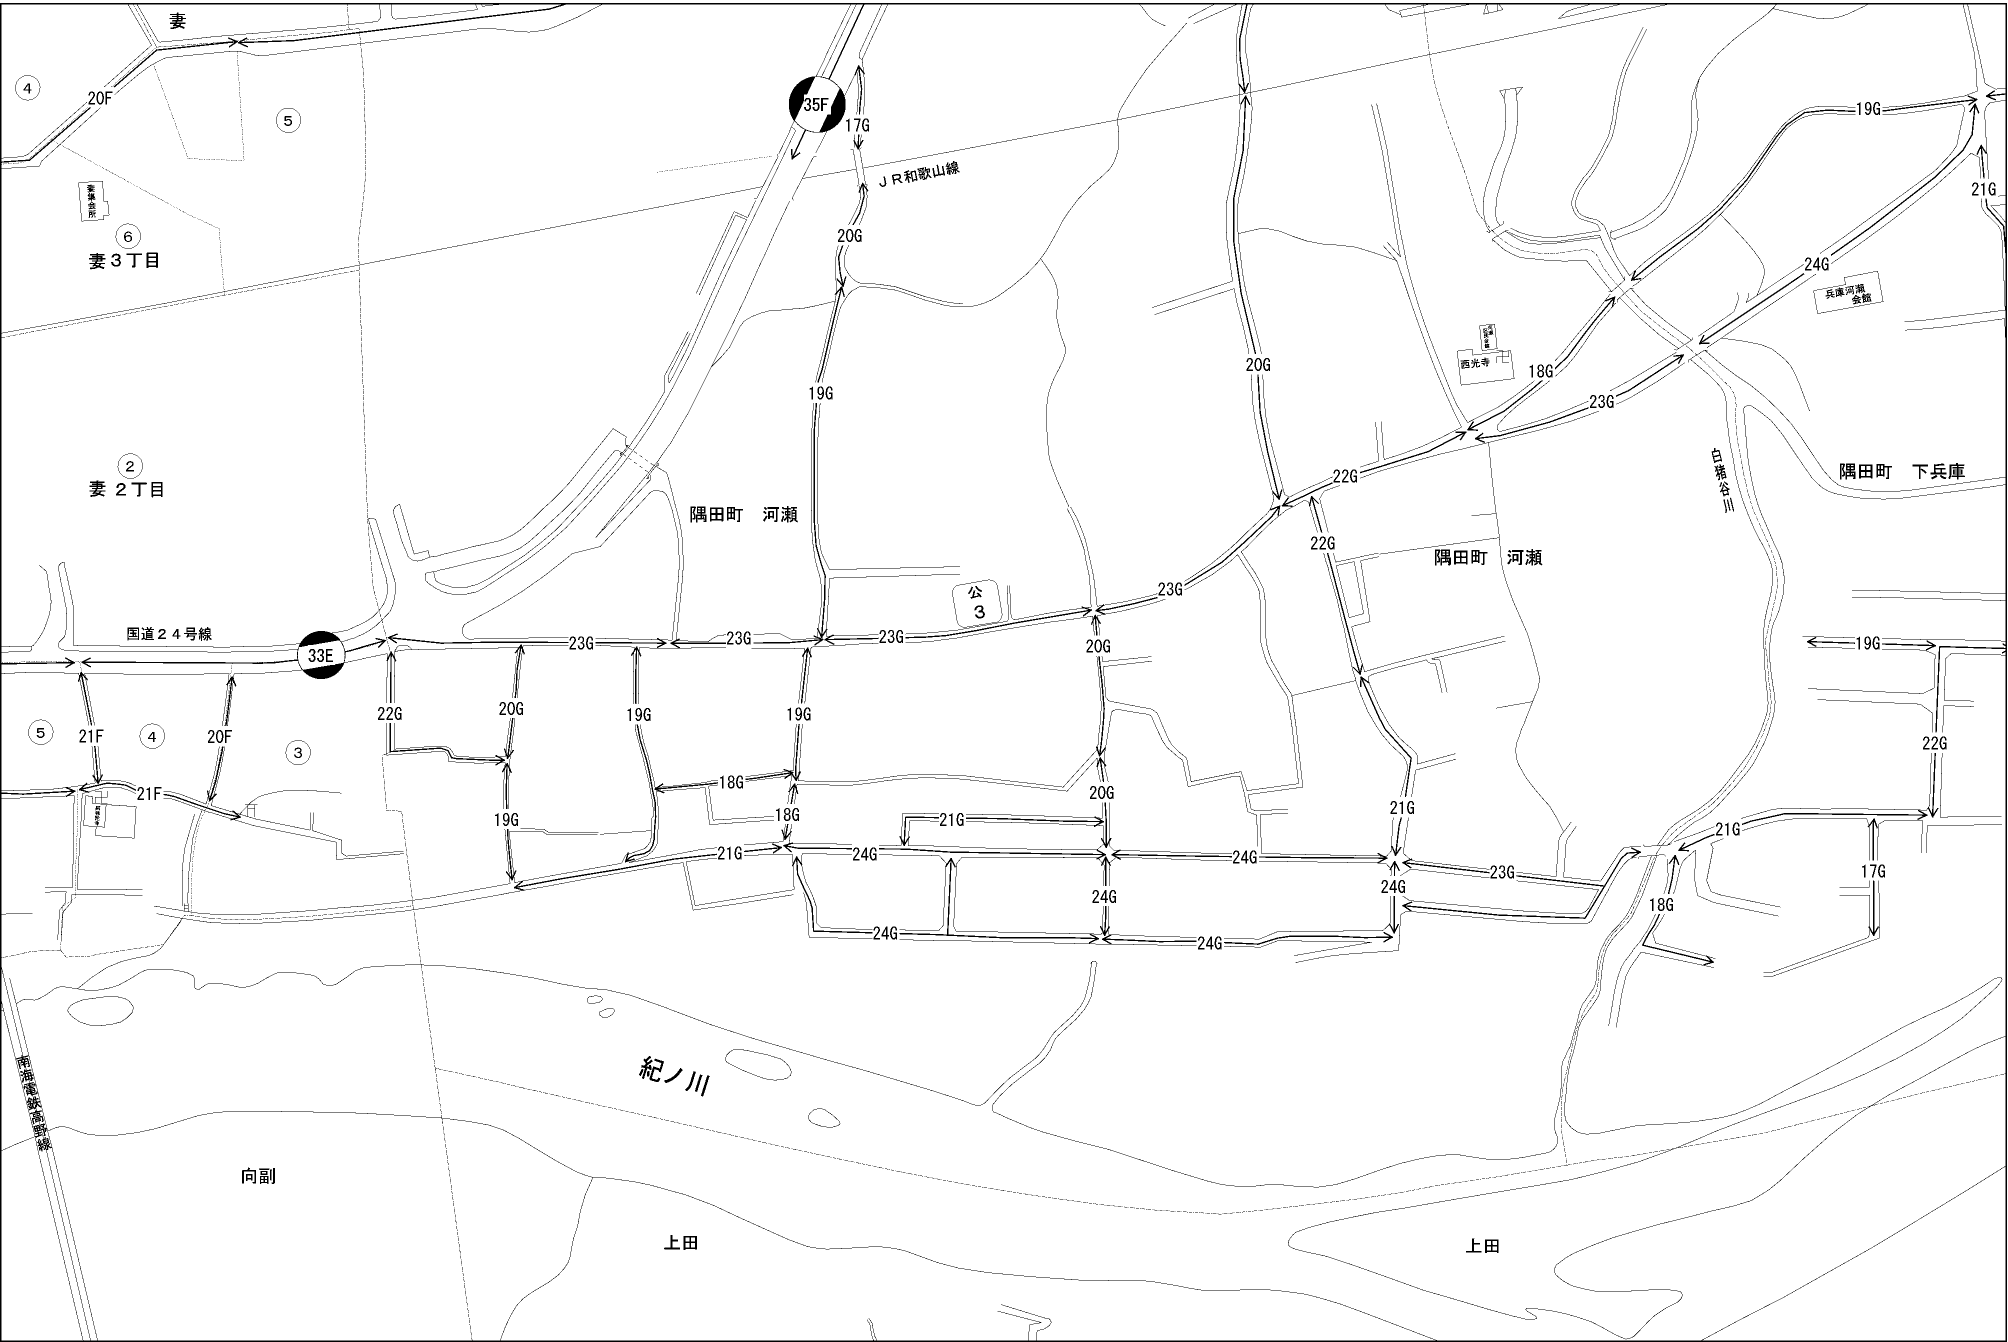 妻
4
20F
5
35F
17G
19G
21G
ＪＲ和歌山線
妻集会所
6
妻３丁目
20G
24G
兵庫河瀬
会館
西光寺
20G
18G
19G
23G
2
妻 ２丁目
22G
白猪谷川
隅田町 下兵庫
隅田町 河瀬
22G
隅田町 河瀬
公
3
23G
国道２４号線
33E
23G
23G
23G
20G
19G
5
21F
4
20F
3
22G
20G
19G
19G
22G
18G
20G
21F
18G
21G
21G
21G
19G
21G
24G
24G
23G
17G
24G
24G
18G
24G
24G
紀ノ川
南海電鉄高野線
向副
上田
上田